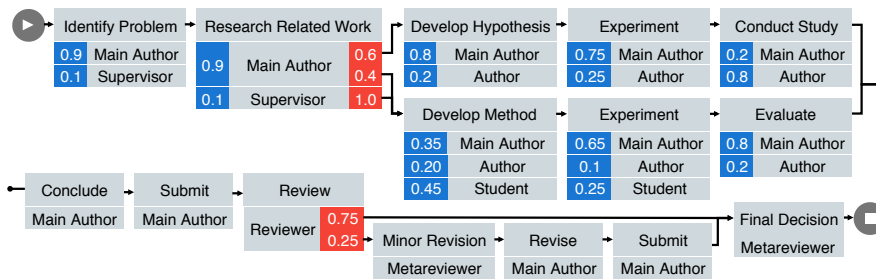 Identify Problem
0.9 Main Author
0.1 Supervisor
Research Related Work
0.9 Main Author 0.6
0.4
0.1 Supervisor 1.0
Develop Hypothesis
0.8 Main Author
0.2 Author
Experiment
0.75 Main Author
0.25 Author
Conduct Study
0.2 Main Author
0.8 Author
Develop Method
0.35 Main Author
0.20 Author
0.45 Student
Experiment
0.65 Main Author
0.1 Author
0.25 Student
Evaluate
0.8 Main Author
0.2 Author
Conclude
Main Author
Submit
Main Author
Review
Reviewer 0.75
0.25
Minor Revision
Metareviewer
Revise
Main Author
Submit
Main Author
Final Decision
Metareviewer